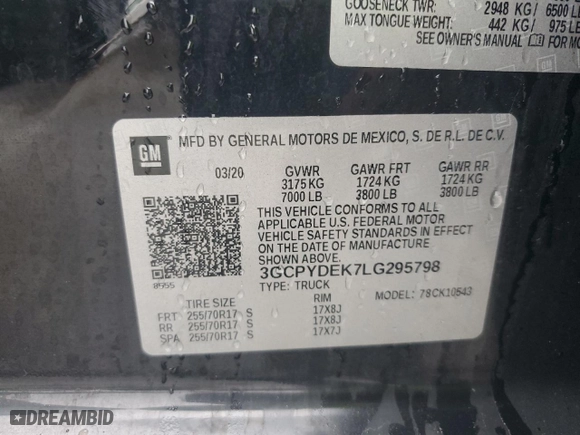 GOOSENECK TWR: 2948 KG/ 6500 L
MAX TONGUE WEIGHT: 442 KG/ 975 LB
SEE OWNER'S MANUAL FOR MO
GM
MFD BY GENERAL MOTORS DE MEXICO, S. DE R.L. DE C.V.
03/20 GVWR GAWR FRT GAWR RR
3175 KG 1724 KG 1724 KG
7000 LB 3800 LB 3800 LB
THIS VEHICLE CONFORMS TO ALL
APPLICABLE U.S. FEDERAL MOTOR
VEHICLE SAFETY STANDARDS IN
EFFECT ON THE DATE OF MANUFACTURE
SHOWN ABOVE.
3GCPYDEK7LG295798
TYPE: TRUCK MODEL: 78CK10543
8955
TIRE SIZE RIM
FRT 255/70R17 S 17X8J
RR 255/70R17 S 17X8J
SPA 255/70R17 S 17X7J
DREAMBID